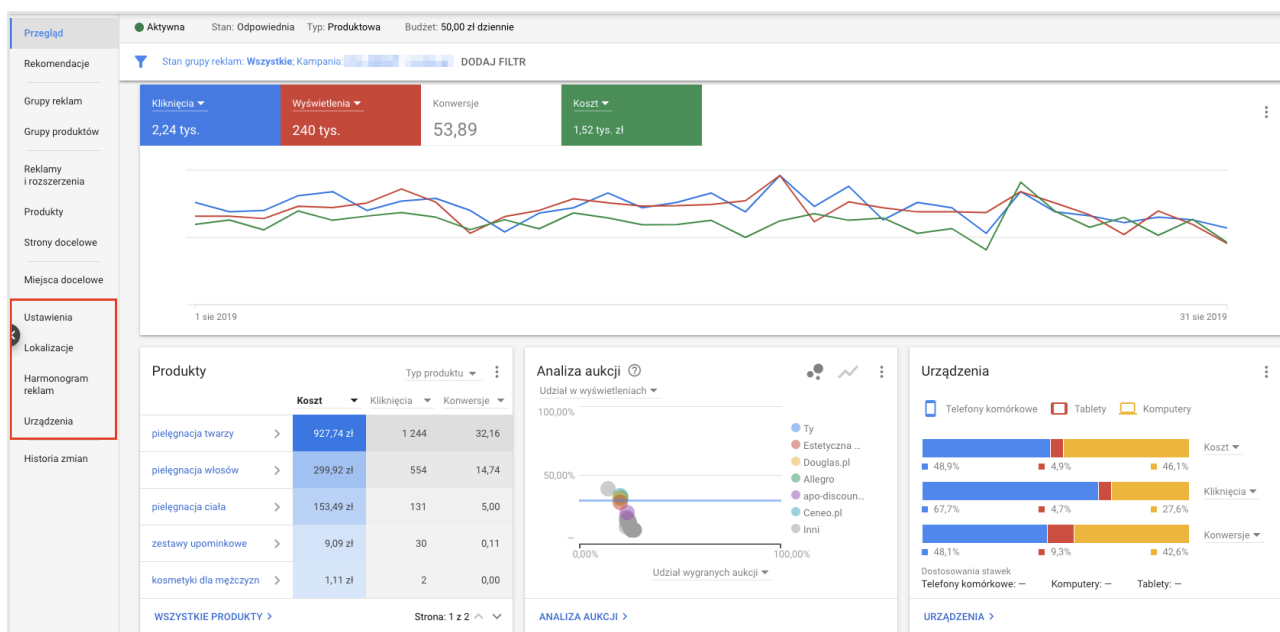 Przegląd
Rekomendacje
Grupy reklam
Grupy produktów
Reklamy
i rozszerzenia
Produkty
Strony docelowe
Miejsca docelowe
Ustawienia
Lokalizacje
Harmonogram
reklam
Urządzenia
Historia zmian
Aktywna Stan: Odpowiednia Typ: Produktowa Budżet: 50,00 zł dziennie
Stan grupy reklam: Wszystkie; Kampania: DODAJ FILTR
Kliknięcia Wyświetlenia Konwersje Koszt
2,24 tys. 240 tys. 53,89 1,52 tys. zł
1 sie 2019 31 sie 2019
Produkty
Typ produktu
Koszt Kliknięcia Konwersje
pielęgnacja twarzy 927,74 zł 1 244 32,16
pielęgnacja włosów 299,92 zł 554 14,74
pielęgnacja ciała 153,49 zł 131 5,00
zestawy upominkowe 9,09 zł 30 0,11
kosmetyki dla mężczyzn 1,11 zł 2 0,00
WSZYSTKIE PRODUKTY Strona: 1 z 2
Analiza aukcji
Udział w wyświetleniach
100,00%
50,00%
—
0,00% 100,00%
Udział wygranych aukcji
Ty
Estetyczna ...
Douglas.pl
Allegro
apo-discoun...
Ceneo.pl
Inni
ANALIZA AUKCJI
Urządzenia
Telefony komórkowe Tablety Komputery
Koszt
48,9% 4,9% 46,1%
Kliknięcia
67,7% 4,7% 27,6%
Konwersje
48,1% 9,3% 42,6%
Dostosowania stawek
Telefony komórkowe: — Komputery: — Tablety: —
URZĄDZENIA